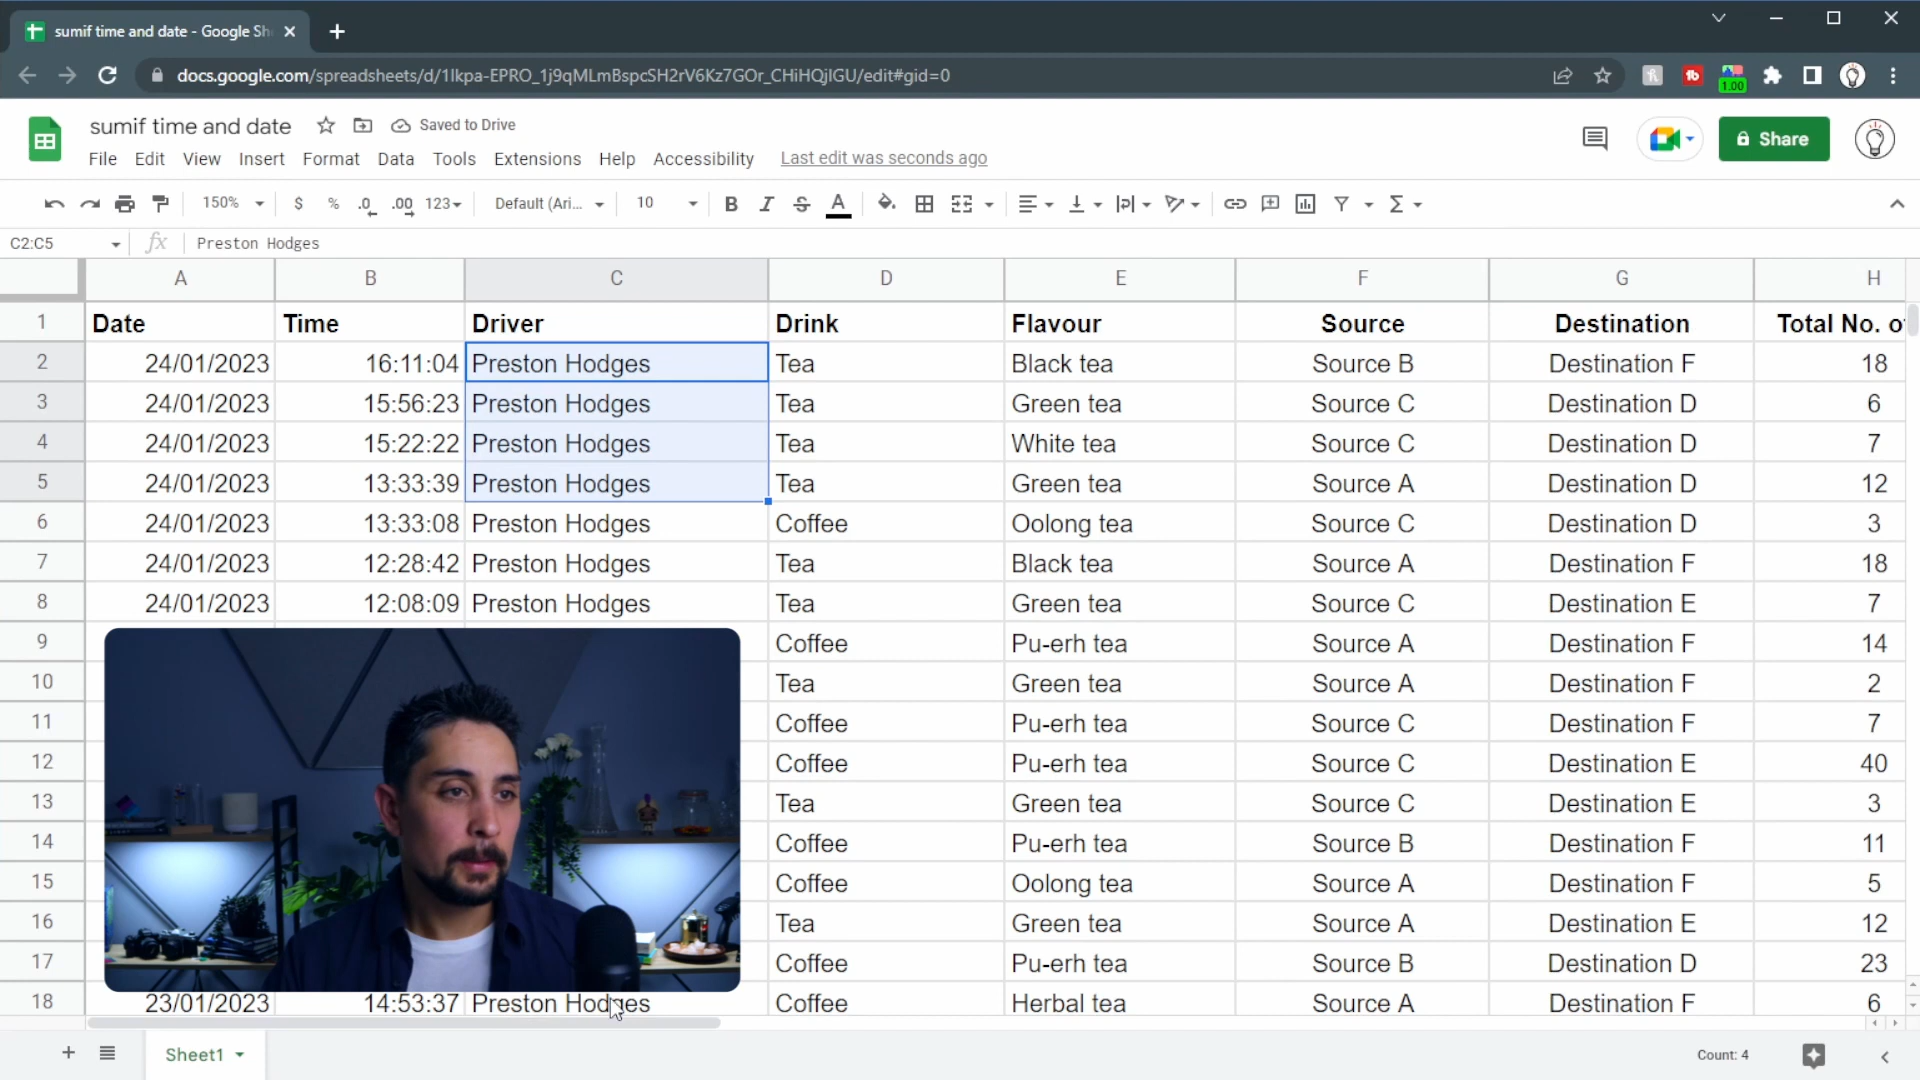 sumif time and date - Google Sh
docs.google.com/spreadsheets/d/1lkpa-EPRO_1j9qMLmBspcSH2rV6Kz7GOr_CHiHQjIGU/edit#gid=0
1.00
sumif time and date Saved to Drive
File Edit View Insert Format Data Tools Extensions Help Accessibility Last edit was seconds ago
Share
150% $ % .0 .00 123 Default (Ari... 10 B I S A Σ
C2:C5 fx Preston Hodges
A B C D E F G H
1 Date Time Driver Drink Flavour Source Destination Total No. o
2 24/01/2023 16:11:04 Preston Hodges Tea Black tea Source B Destination F 18
3 24/01/2023 15:56:23 Preston Hodges Tea Green tea Source C Destination D 6
4 24/01/2023 15:22:22 Preston Hodges Tea White tea Source C Destination D 7
5 24/01/2023 13:33:39 Preston Hodges Tea Green tea Source A Destination D 12
6 24/01/2023 13:33:08 Preston Hodges Coffee Oolong tea Source C Destination D 3
7 24/01/2023 12:28:42 Preston Hodges Tea Black tea Source A Destination F 18
8 24/01/2023 12:08:09 Preston Hodges Tea Green tea Source C Destination E 7
9 Coffee Pu-erh tea Source A Destination F 14
10 Tea Green tea Source A Destination F 2
11 Coffee Pu-erh tea Source C Destination F 7
12 Coffee Pu-erh tea Source C Destination E 40
13 Tea Green tea Source C Destination E 3
14 Coffee Pu-erh tea Source B Destination F 11
15 Coffee Oolong tea Source A Destination F 5
16 Tea Green tea Source A Destination E 12
17 Coffee Pu-erh tea Source B Destination D 23
18 23/01/2023 14:53:37 Preston Hodges Coffee Herbal tea Source A Destination F 6
Sheet1 Count: 4